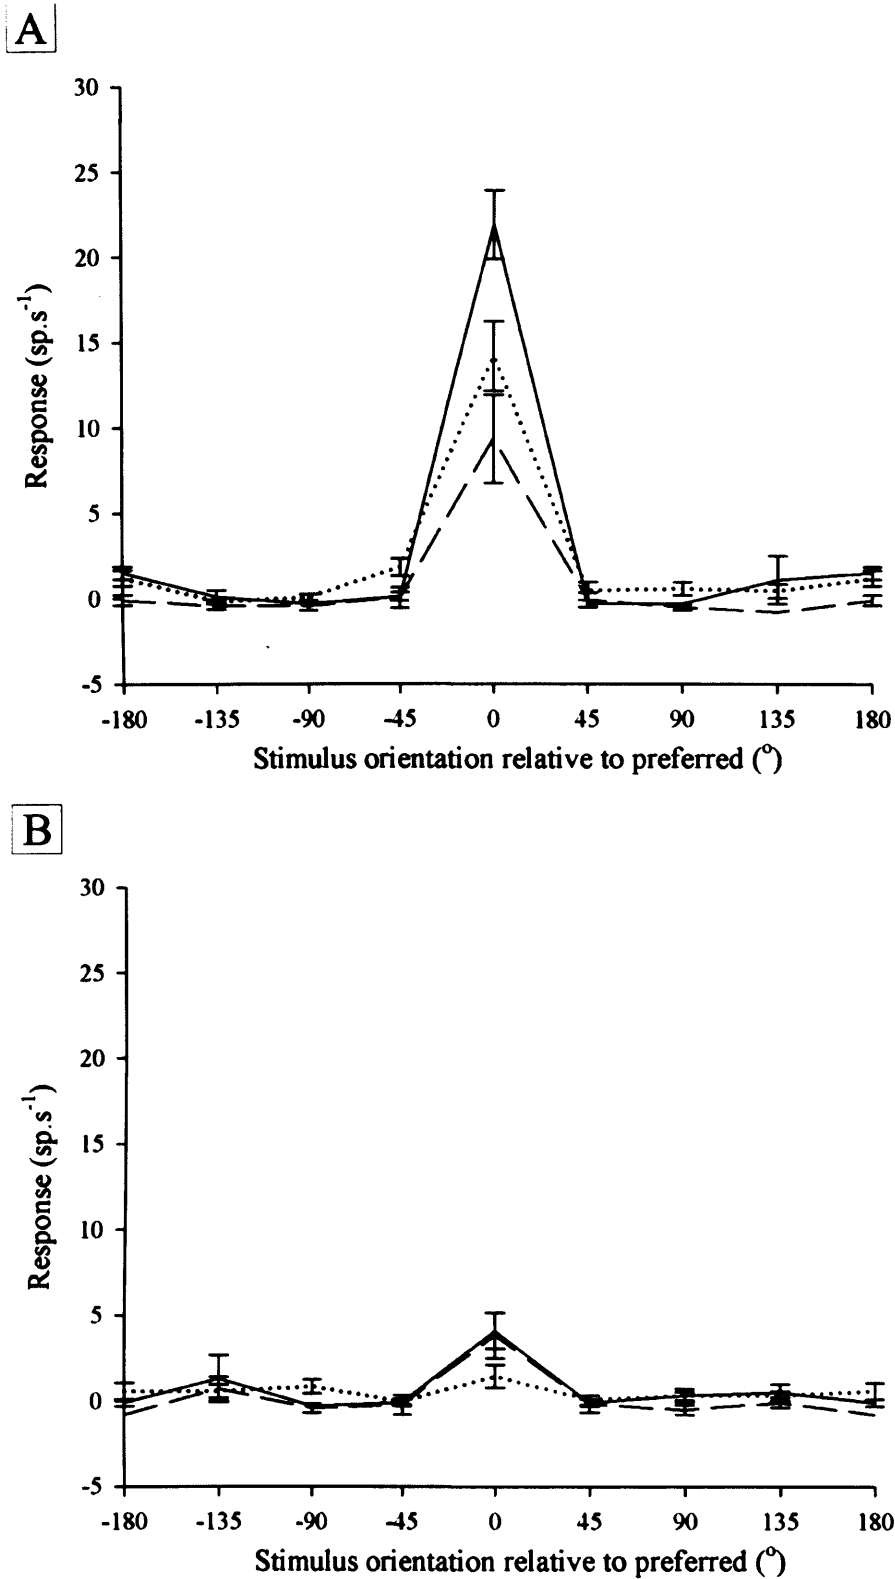 A
30
25
20
15
10
5
0
-5
Response (sp.s⁻¹)
-180 -135 -90 -45 0 45 90 135 180
Stimulus orientation relative to preferred (°)
B
30
25
20
15
10
5
0
-5
Response (sp.s⁻¹)
-180 -135 -90 -45 0 45 90 135 180
Stimulus orientation relative to preferred (°)